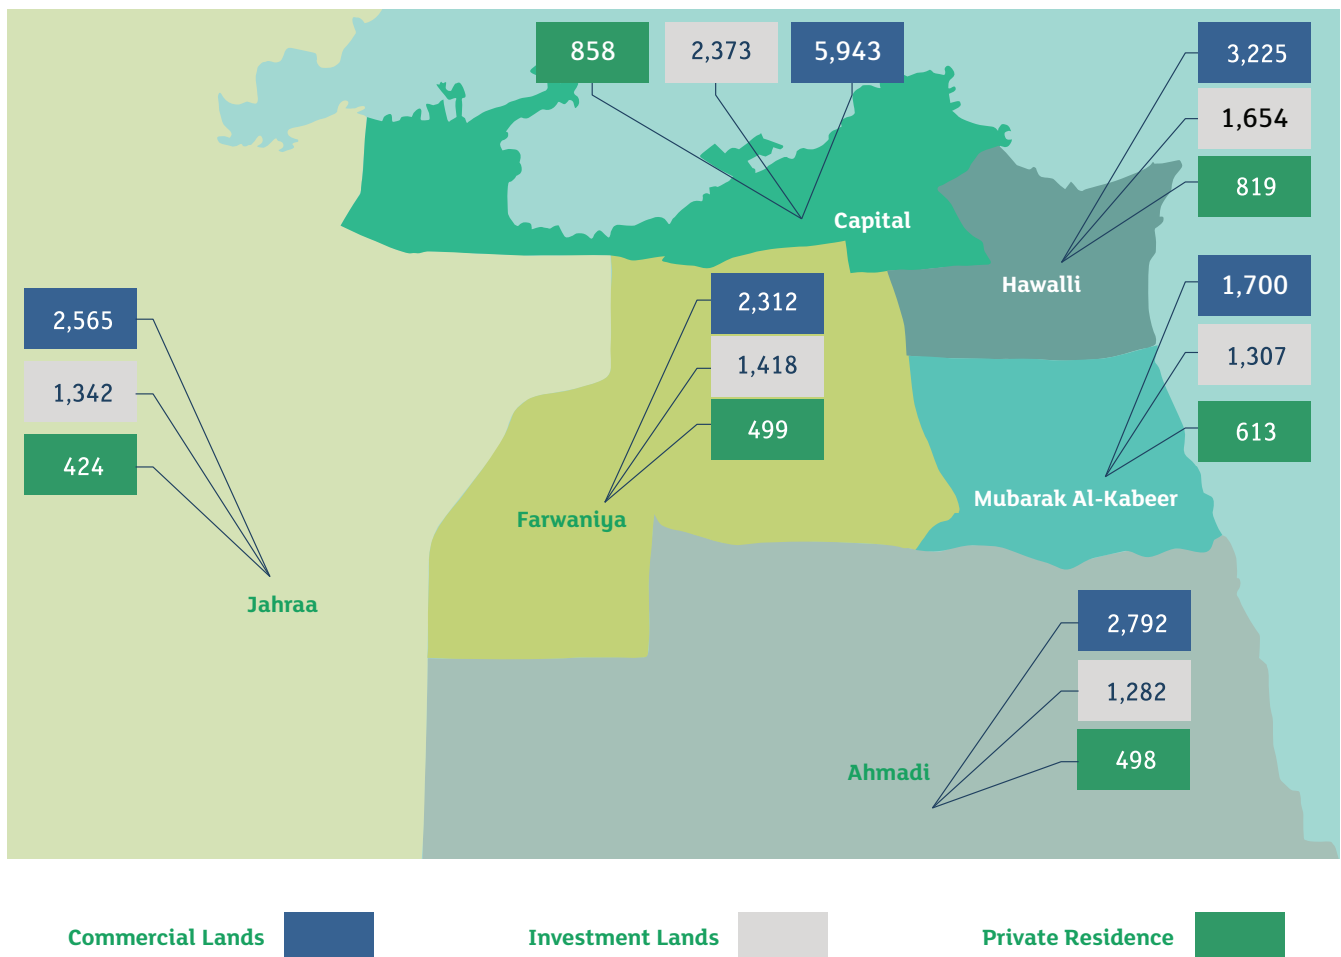 858
2,373
5,943
3,225
1,654
819
Capital
Hawalli
2,565
1,342
424
2,312
1,418
499
1,700
1,307
613
Mubarak Al-Kabeer
Farwaniya
Jahraa
2,792
1,282
498
Ahmadi
Commercial Lands
Investment Lands
Private Residence